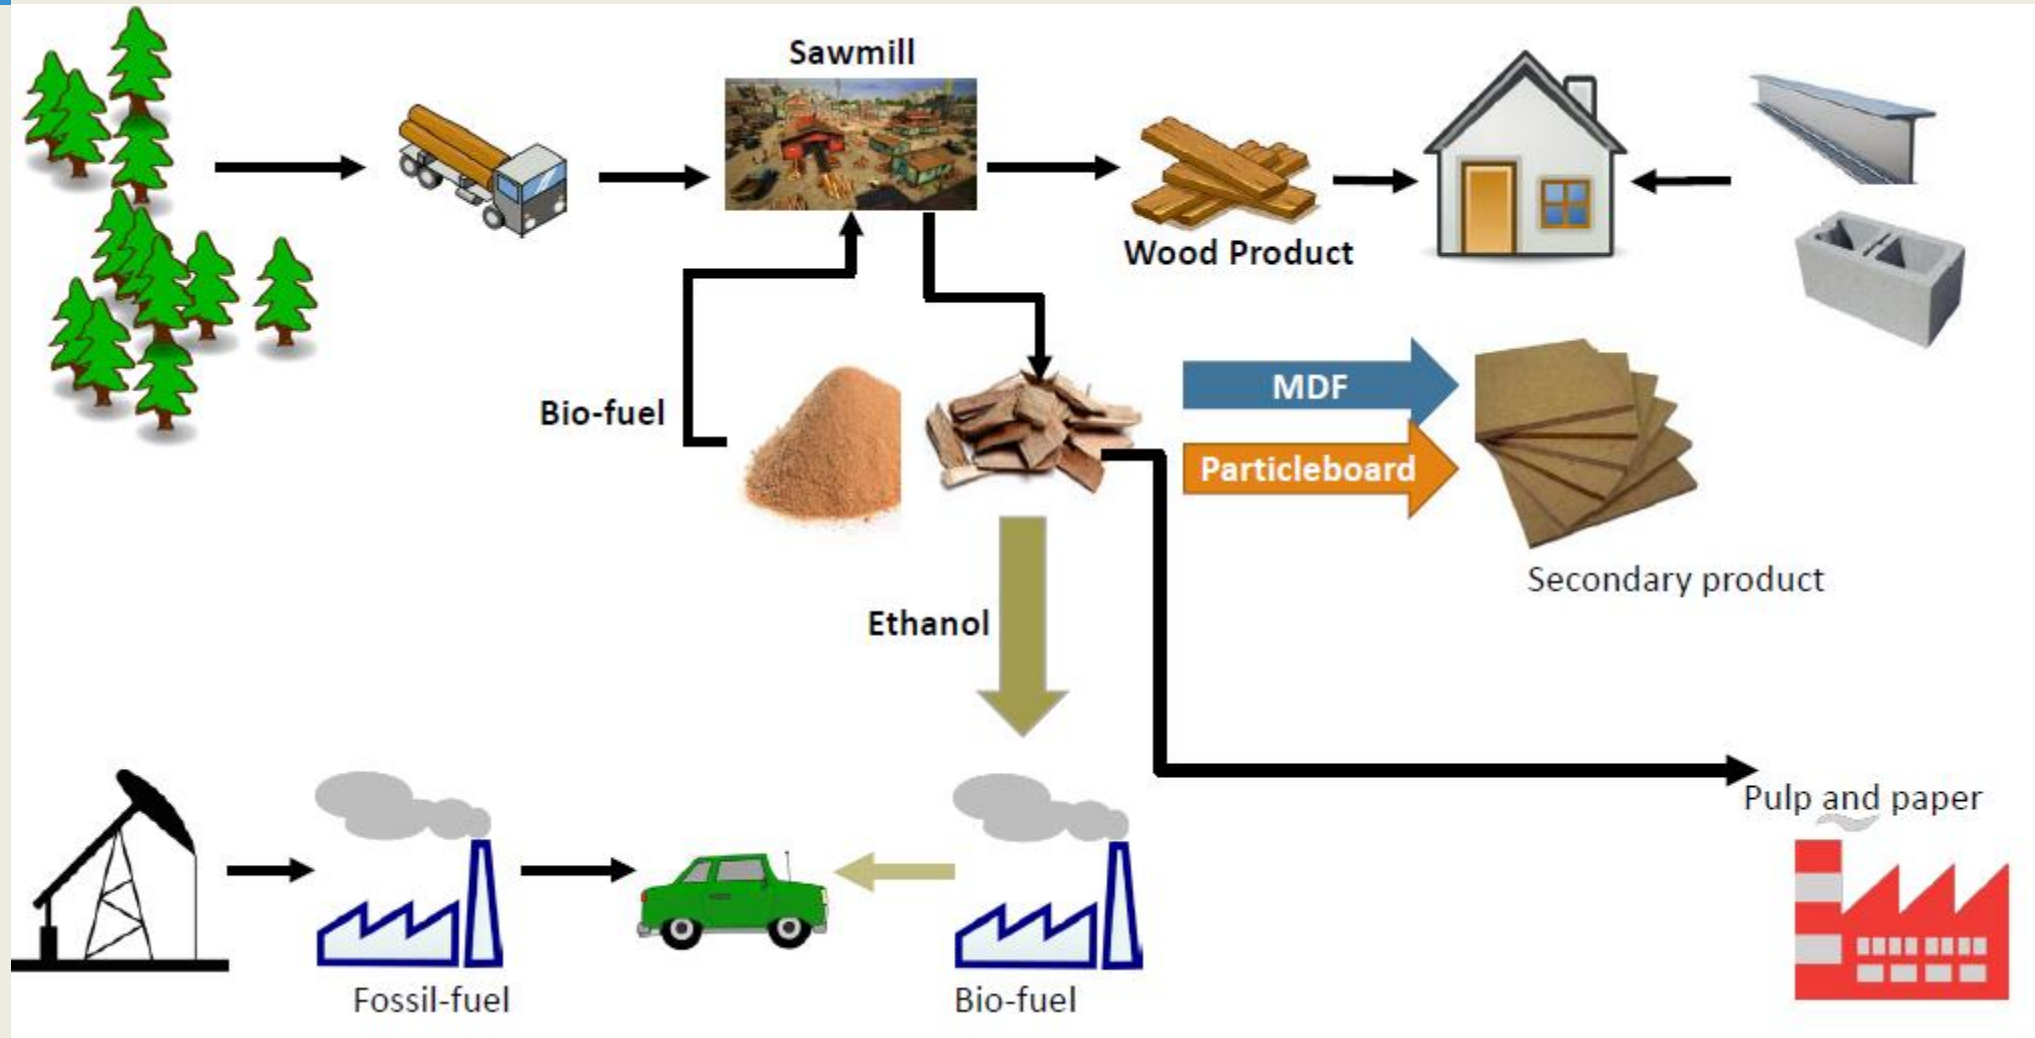 Sawmill
Wood Product
Bio-fuel
MDF
Particleboard
Secondary product
Ethanol
Pulp and paper
Fossil-fuel
Bio-fuel